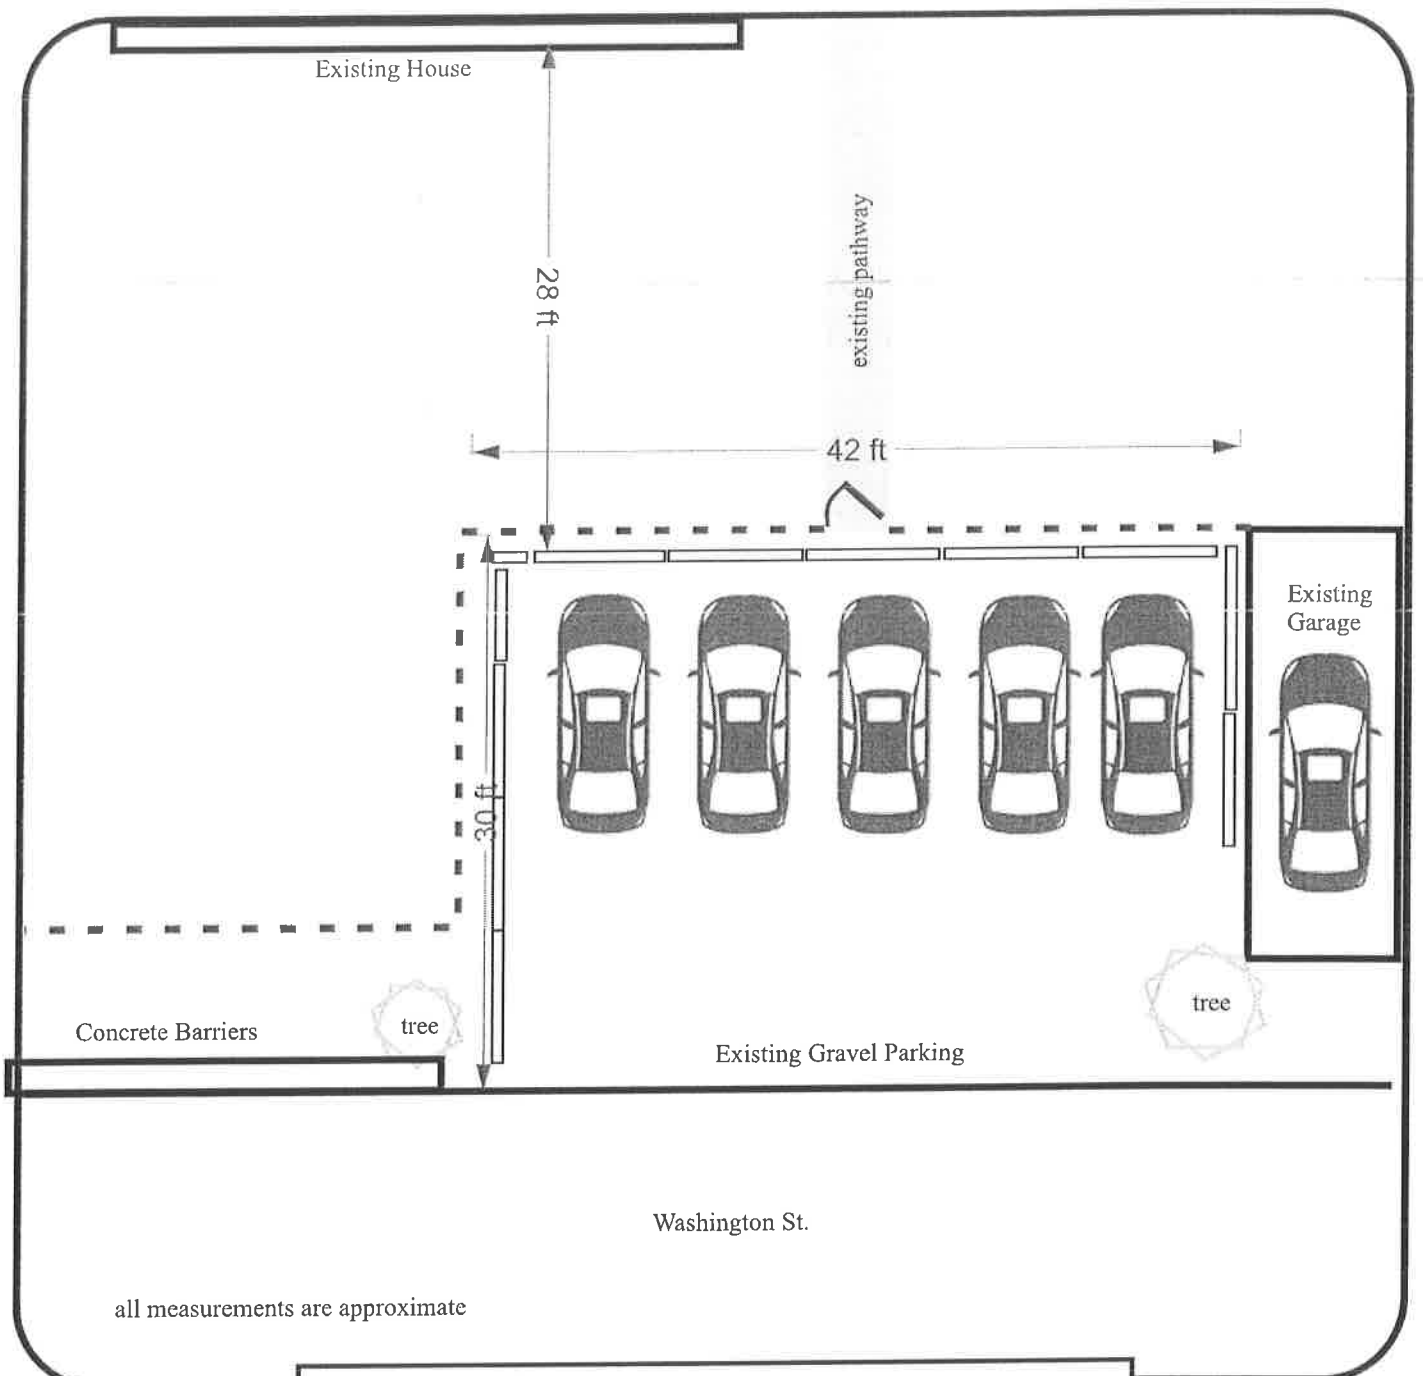 Existing House
28 ft
existing pathway
42 ft
Existing
Garage
30 ft
tree
Concrete Barriers
tree
Existing Gravel Parking
Washington St.
all measurements are approximate